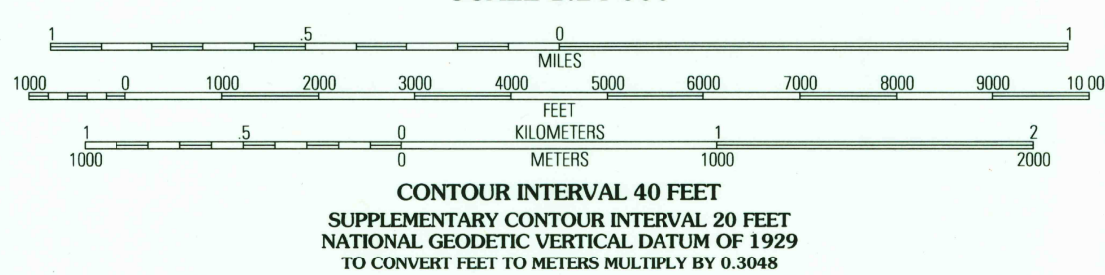 1 .5 0 1
MILES
1000 0 1000 2000 3000 4000 5000 6000 7000 8000 9000 10 00
FEET
1 .5 0 KILOMETERS 1 2
1000 0 METERS 1000 2000
CONTOUR INTERVAL 40 FEET
SUPPLEMENTARY CONTOUR INTERVAL 20 FEET
NATIONAL GEODETIC VERTICAL DATUM OF 1929
TO CONVERT FEET TO METERS MULTIPLY BY 0.3048